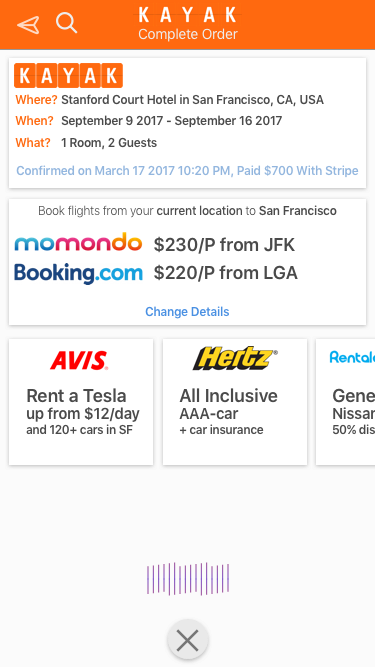 KAYAK
Complete Order
KAYAK
Where? Stanford Court Hotel in San Francisco, CA, USA
When? September 9 2017 - September 16 2017
What? 1 Room, 2 Guests
Confirmed on March 17 2017 10:20 PM, Paid $700 With Stripe
Book flights from your current location to San Francisco
momondo $230/P from JFK
Booking.com $220/P from LGA
Change Details
AVIS
Rent a Tesla
up from $12/day
and 120+ cars in SF
Hertz
All Inclusive
AAA-car
+ car insurance
Rental
Gene
Nissar
50% dis